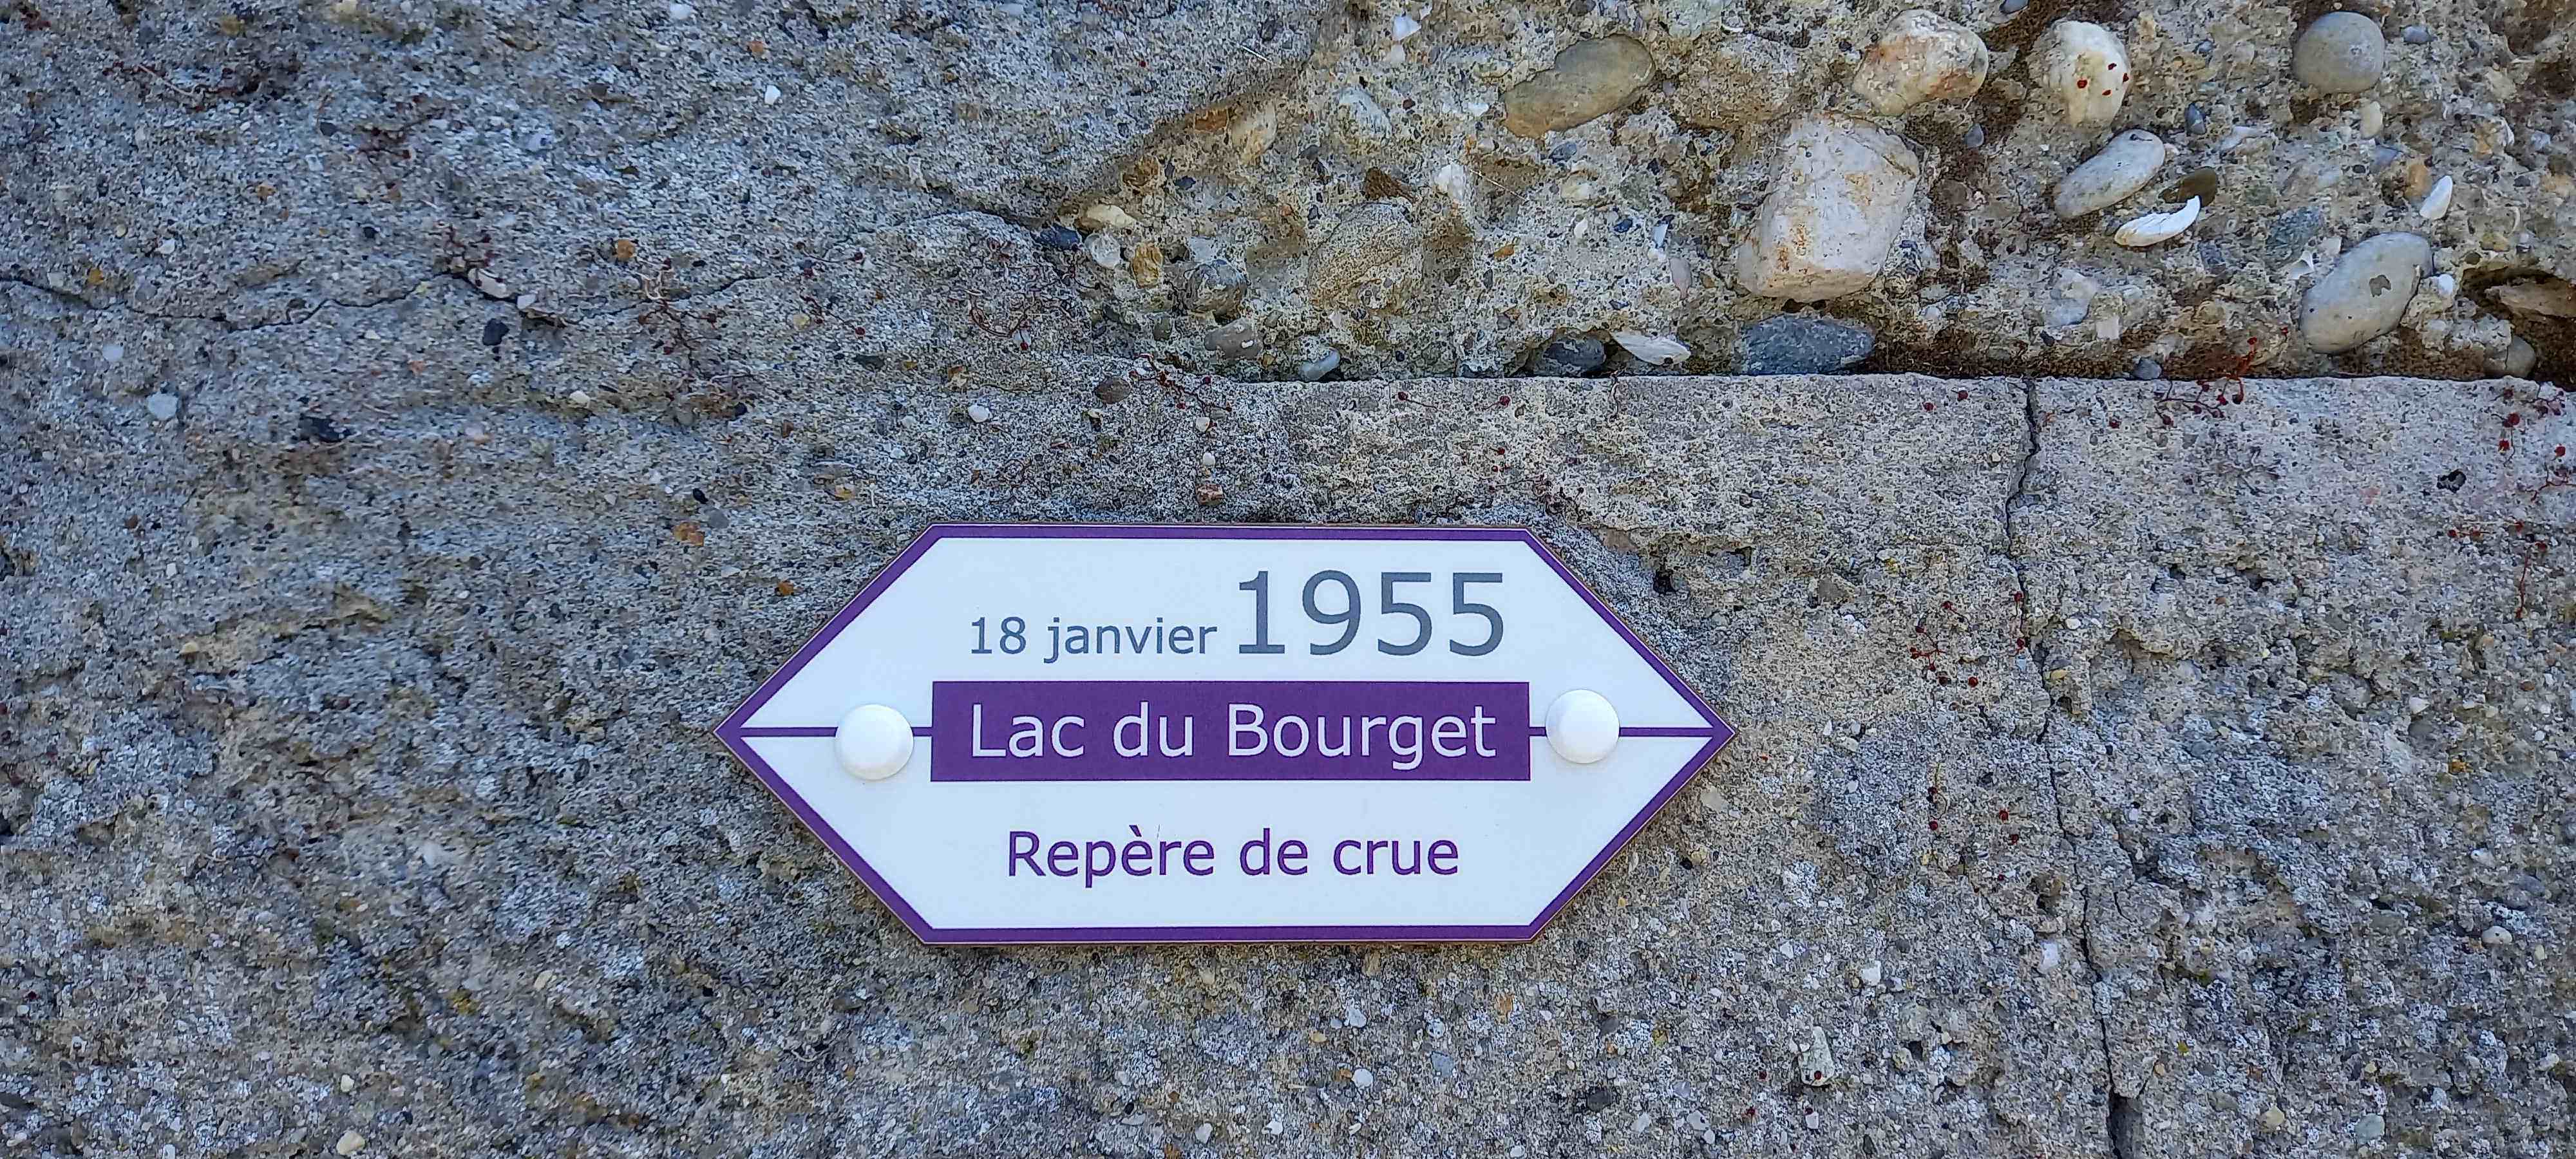 18 janvier 1955
Lac du Bourget
Repère de crue